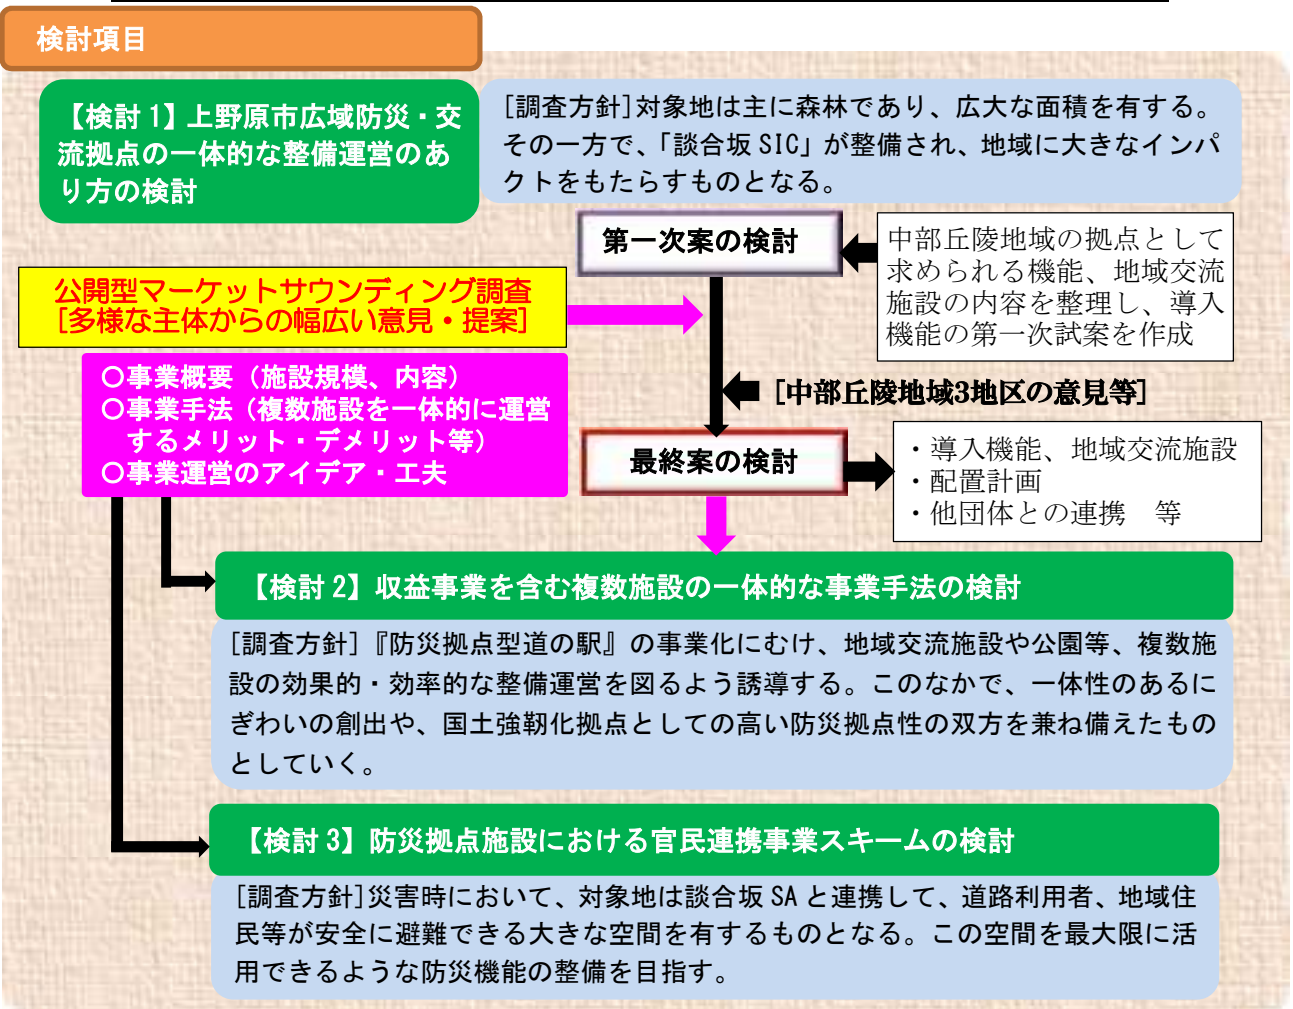 検討項目
【検討1】上野原市広域防災・交
流拠点の一体的な整備運営のあ
り方の検討
[調査方針]対象地は主に森林であり、広大な面積を有する。
その一方で、「談合坂SIC」が整備され、地域に大きなインパ
クトをもたらすものとなる。
第一次案の検討
中部丘陵地域の拠点として
求められる機能、地域交流
施設の内容を整理し、導入
機能の第一次試案を作成
公開型マーケットサウンディング調査
[多様な主体からの幅広い意見・提案]
〇事業概要（施設規模、内容）
〇事業手法（複数施設を一体的に運営
するメリット・デメリット等）
〇事業運営のアイデア・工夫
[中部丘陵地域3地区の意見等]
最終案の検討
・導入機能、地域交流施設
・配置計画
・他団体との連携　等
【検討2】収益事業を含む複数施設の一体的な事業手法の検討
[調査方針]『防災拠点型道の駅』の事業化にむけ、地域交流施設や公園等、複数施
設の効果的・効率的な整備運営を図るよう誘導する。このなかで、一体性のあるに
ぎわいの創出や、国土強靭化拠点としての高い防災拠点性の双方を兼ね備えたもの
としていく。
【検討3】防災拠点施設における官民連携事業スキームの検討
[調査方針]災害時において、対象地は談合坂SAと連携して、道路利用者、地域住
民等が安全に避難できる大きな空間を有するものとなる。この空間を最大限に活
用できるような防災機能の整備を目指す。